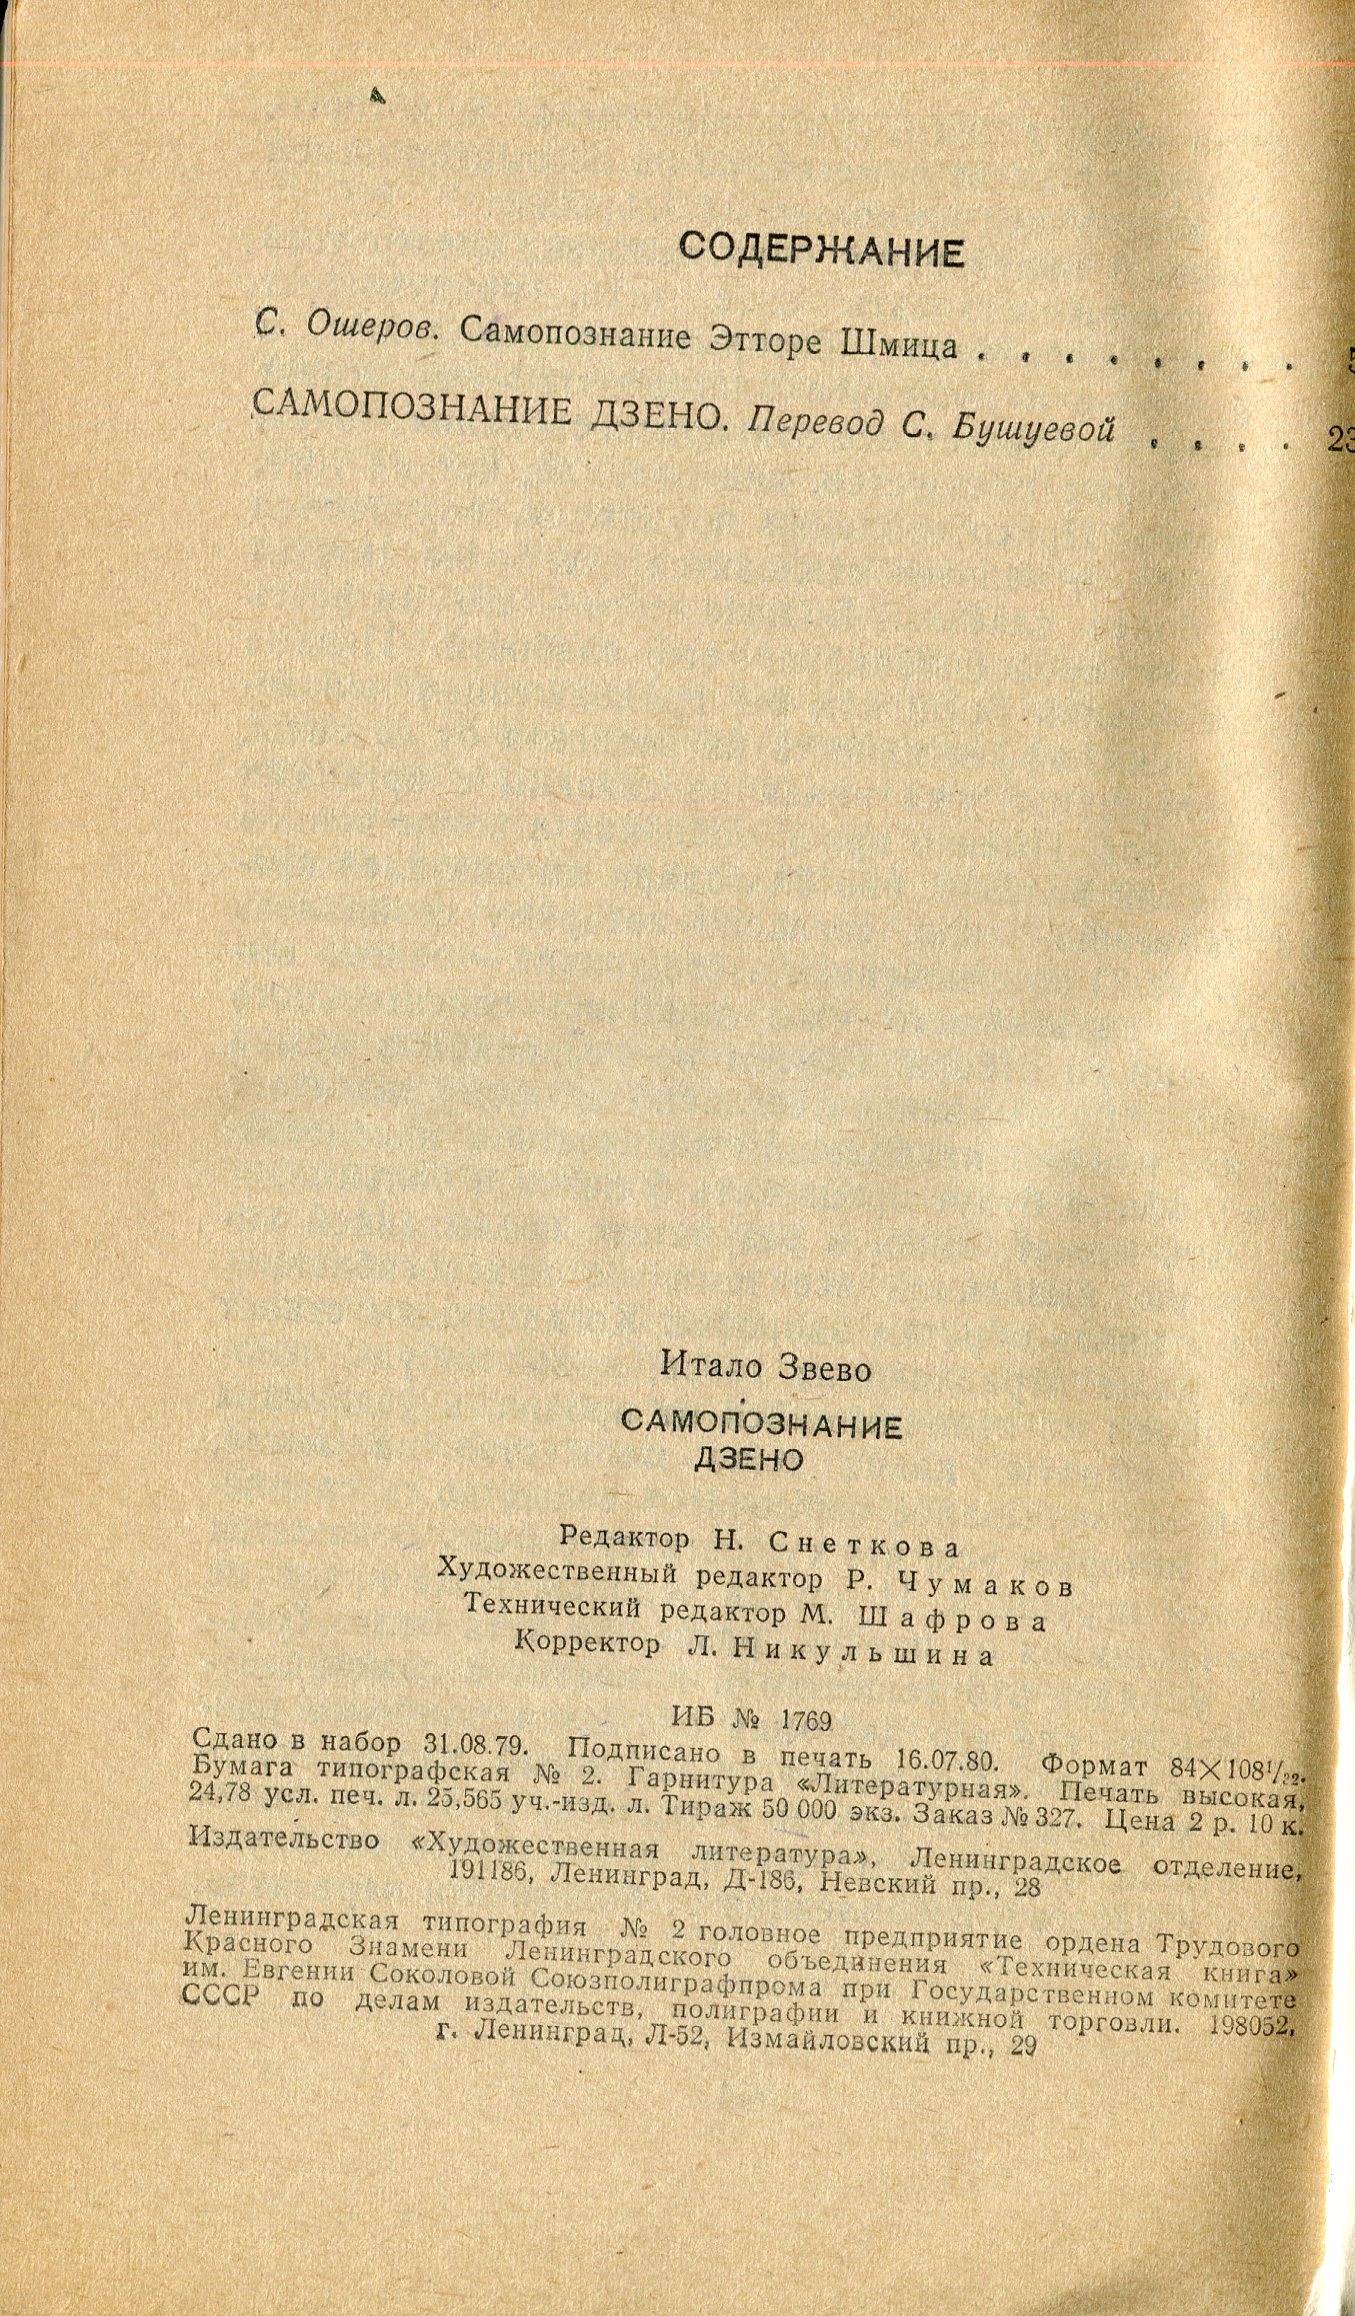 СОДЕРЖАНИЕ
С. Ошеров. Самопознание Этторе Шмица . . . . . . . . 5
САМОПОЗНАНИЕ ДЗЕНО. Перевод С. Бушуевой . . . . 23
Итало Звево
САМОПОЗНАНИЕ
ДЗЕНО
Редактор Н. Снеткова
Художественный редактор Р. Чумаков
Технический редактор М. Шафрова
Корректор Л. Никульшина
ИБ № 1769
Сдано в набор 31.08.79. Подписано в печать 16.07.80. Формат 84×108¹/₃₂.
Бумага типографская № 2. Гарнитура «Литературная». Печать высокая,
24,78 усл. печ. л. 25,565 уч.-изд. л. Тираж 50 000 экз. Заказ № 327. Цена 2 р. 10 к.
Издательство «Художественная литература», Ленинградское отделение,
191186, Ленинград, Д-186, Невский пр., 28
Ленинградская типография № 2 головное предприятие ордена Трудового
Красного Знамени Ленинградского объединения «Техническая книга»
им. Евгении Соколовой Союзполиграфпрома при Государственном комитете
СССР по делам издательств, полиграфии и книжной торговли. 198052,
г. Ленинград, Л-52, Измайловский пр., 29